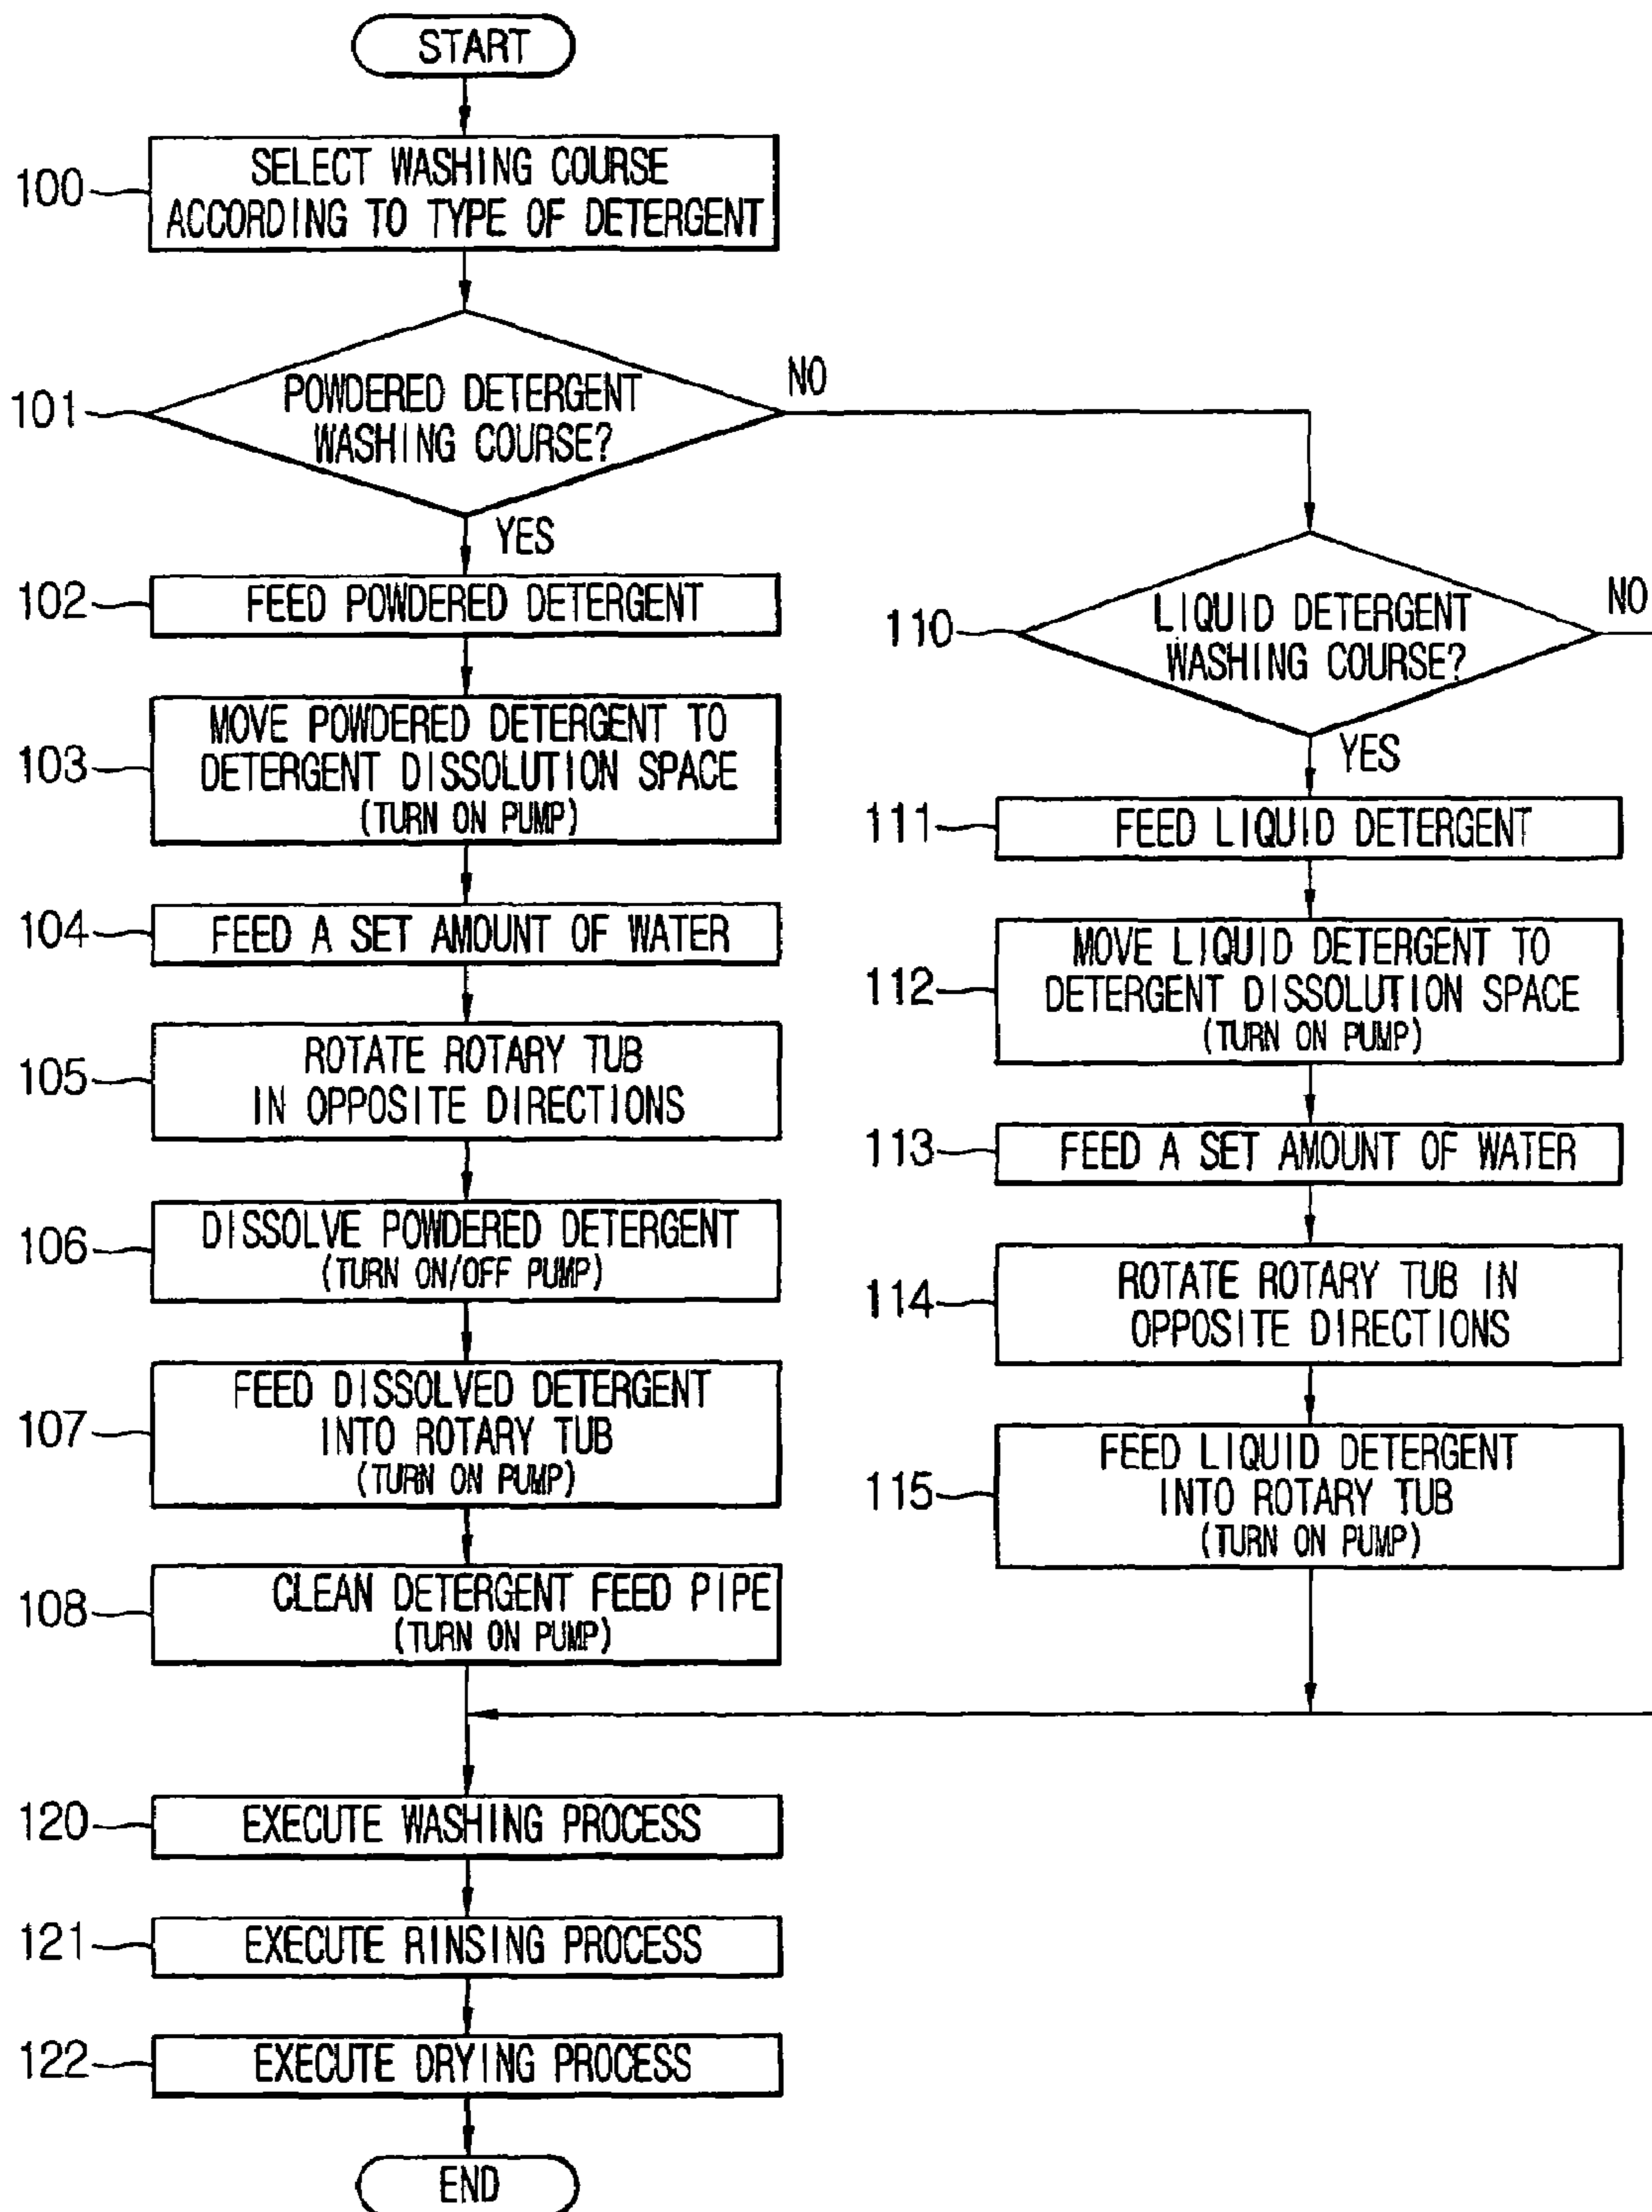 START
100
SELECT WASHING COURSE
ACCORDING TO TYPE OF DETERGENT
101
POWDERED DETERGENT
WASHING COURSE?
NO
YES
102
FEED POWDERED DETERGENT
103
MOVE POWDERED DETERGENT TO
DETERGENT DISSOLUTION SPACE
(TURN ON PUMP)
104
FEED A SET AMOUNT OF WATER
105
ROTATE ROTARY TUB
IN OPPOSITE DIRECTIONS
106
DISSOLVE POWDERED DETERGENT
(TURN ON/OFF PUMP)
107
FEED DISSOLVED DETERGENT
INTO ROTARY TUB
(TURN ON PUMP)
108
CLEAN DETERGENT FEED PIPE
(TURN ON PUMP)
110
LIQUID DETERGENT
WASHING COURSE?
NO
YES
111
FEED LIQUID DETERGENT
112
MOVE LIQUID DETERGENT TO
DETERGENT DISSOLUTION SPACE
(TURN ON PUMP)
113
FEED A SET AMOUNT OF WATER
114
ROTATE ROTARY TUB IN
OPPOSITE DIRECTIONS
115
FEED LIQUID DETERGENT
INTO ROTARY TUB
(TURN ON PUMP)
120
EXECUTE WASHING PROCESS
121
EXECUTE RINSING PROCESS
122
EXECUTE DRYING PROCESS
END